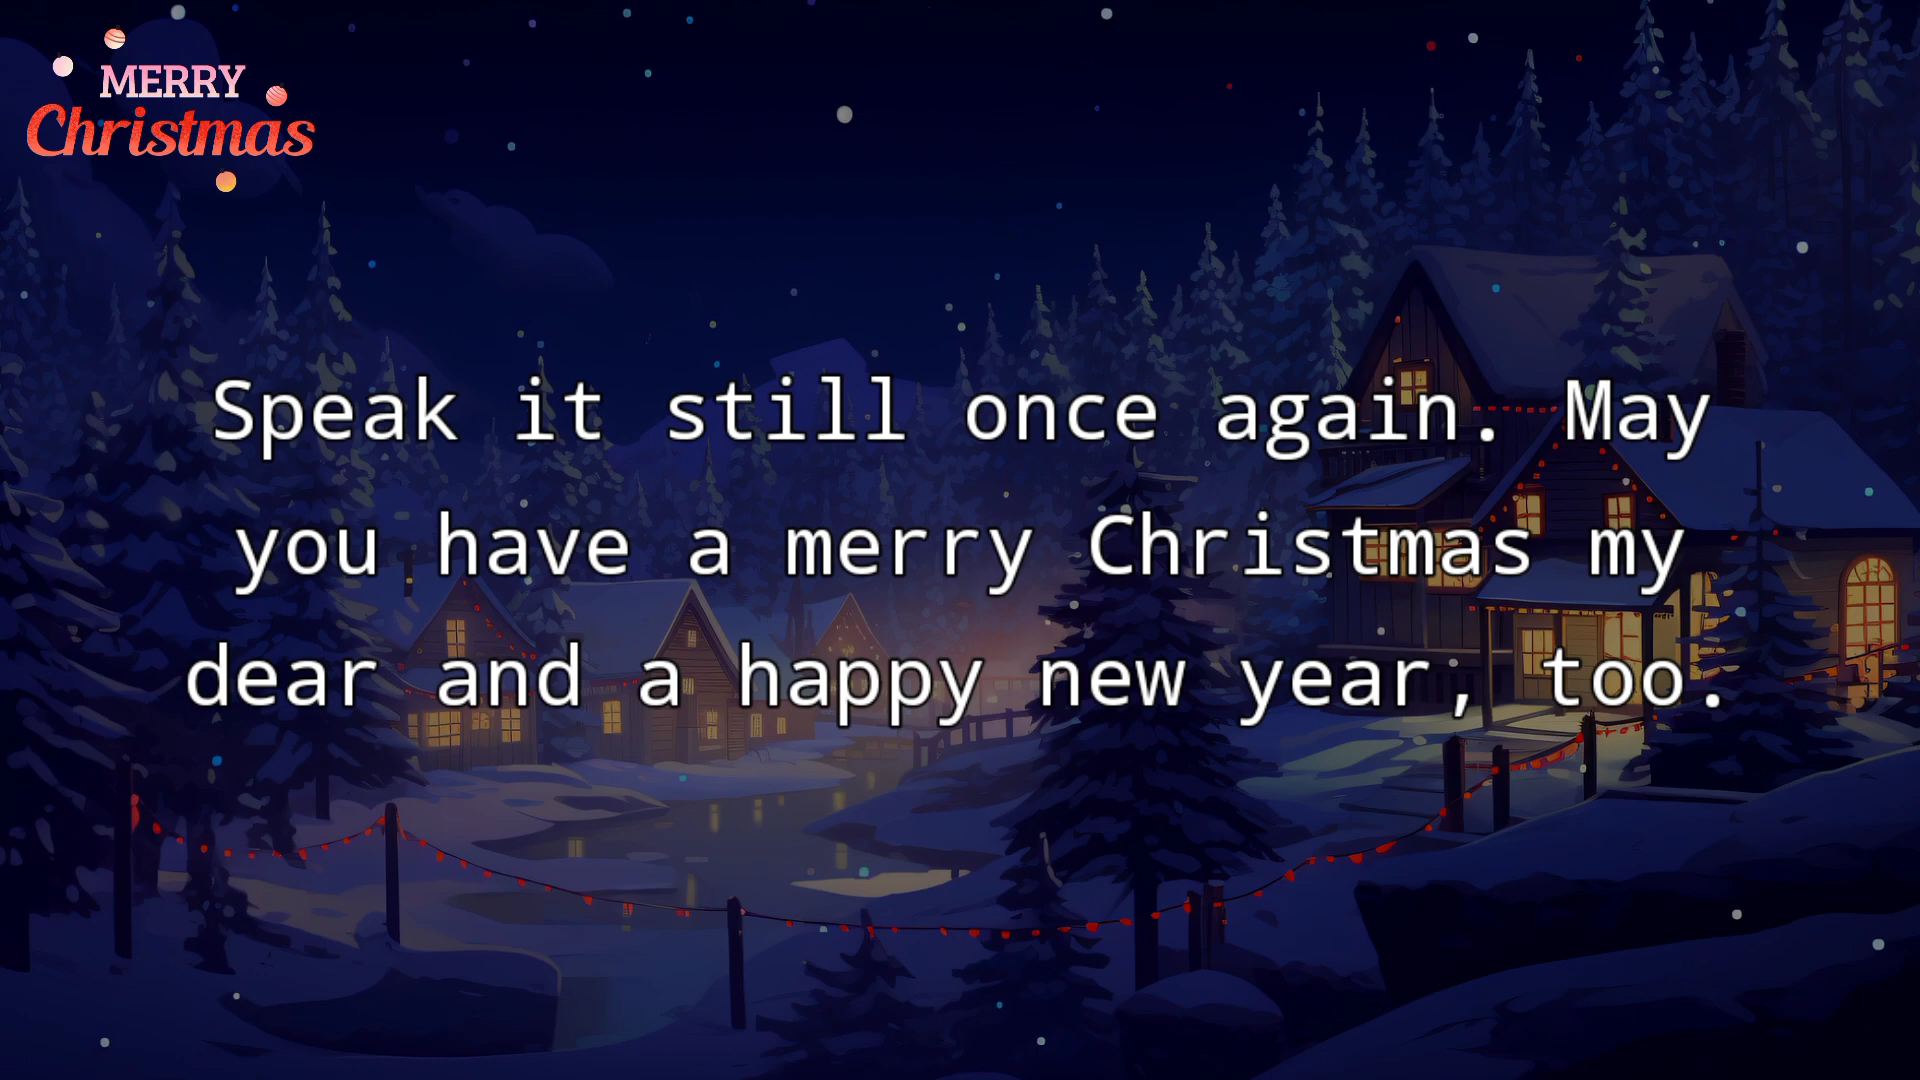 MERRY
Christmas
Speak it still once again. May
you have a merry Christmas my
dear and a happy new year, too.